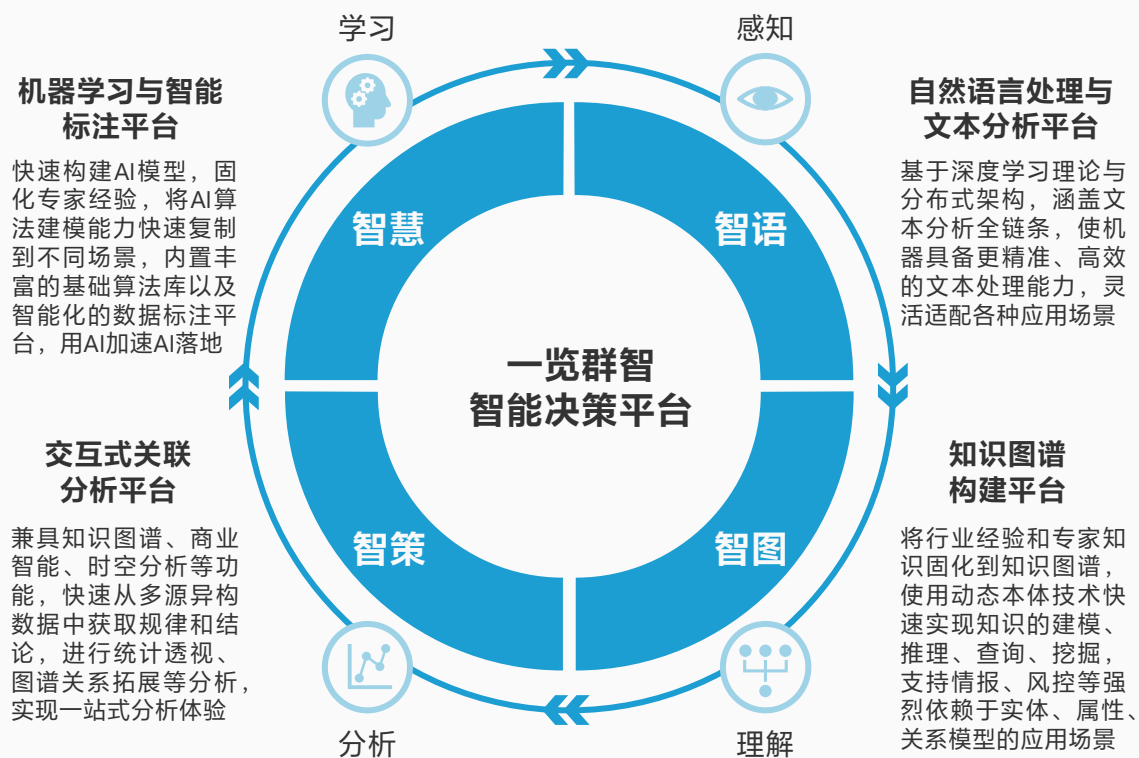 学习
感知
机器学习与智能
标注平台
快速构建AI模型，固
化专家经验，将AI算
法建模能力快速复制
到不同场景，内置丰
富的基础算法库以及
智能化的数据标注平
台，用AI加速AI落地
自然语言处理与
文本分析平台
基于深度学习理论与
分布式架构，涵盖文
本分析全链条，使机
器具备更精准、高效
的文本处理能力，灵
活适配各种应用场景
智慧
智语
一览群智
智能决策平台
智策
智图
交互式关联
分析平台
兼具知识图谱、商业
智能、时空分析等功
能，快速从多源异构
数据中获取规律和结
论，进行统计透视、
图谱关系拓展等分析，
实现一站式分析体验
知识图谱
构建平台
将行业经验和专家知
识固化到知识图谱，
使用动态本体技术快
速实现知识的建模、
推理、查询、挖掘，
支持情报、风控等强
烈依赖于实体、属性、
关系模型的应用场景
分析
理解